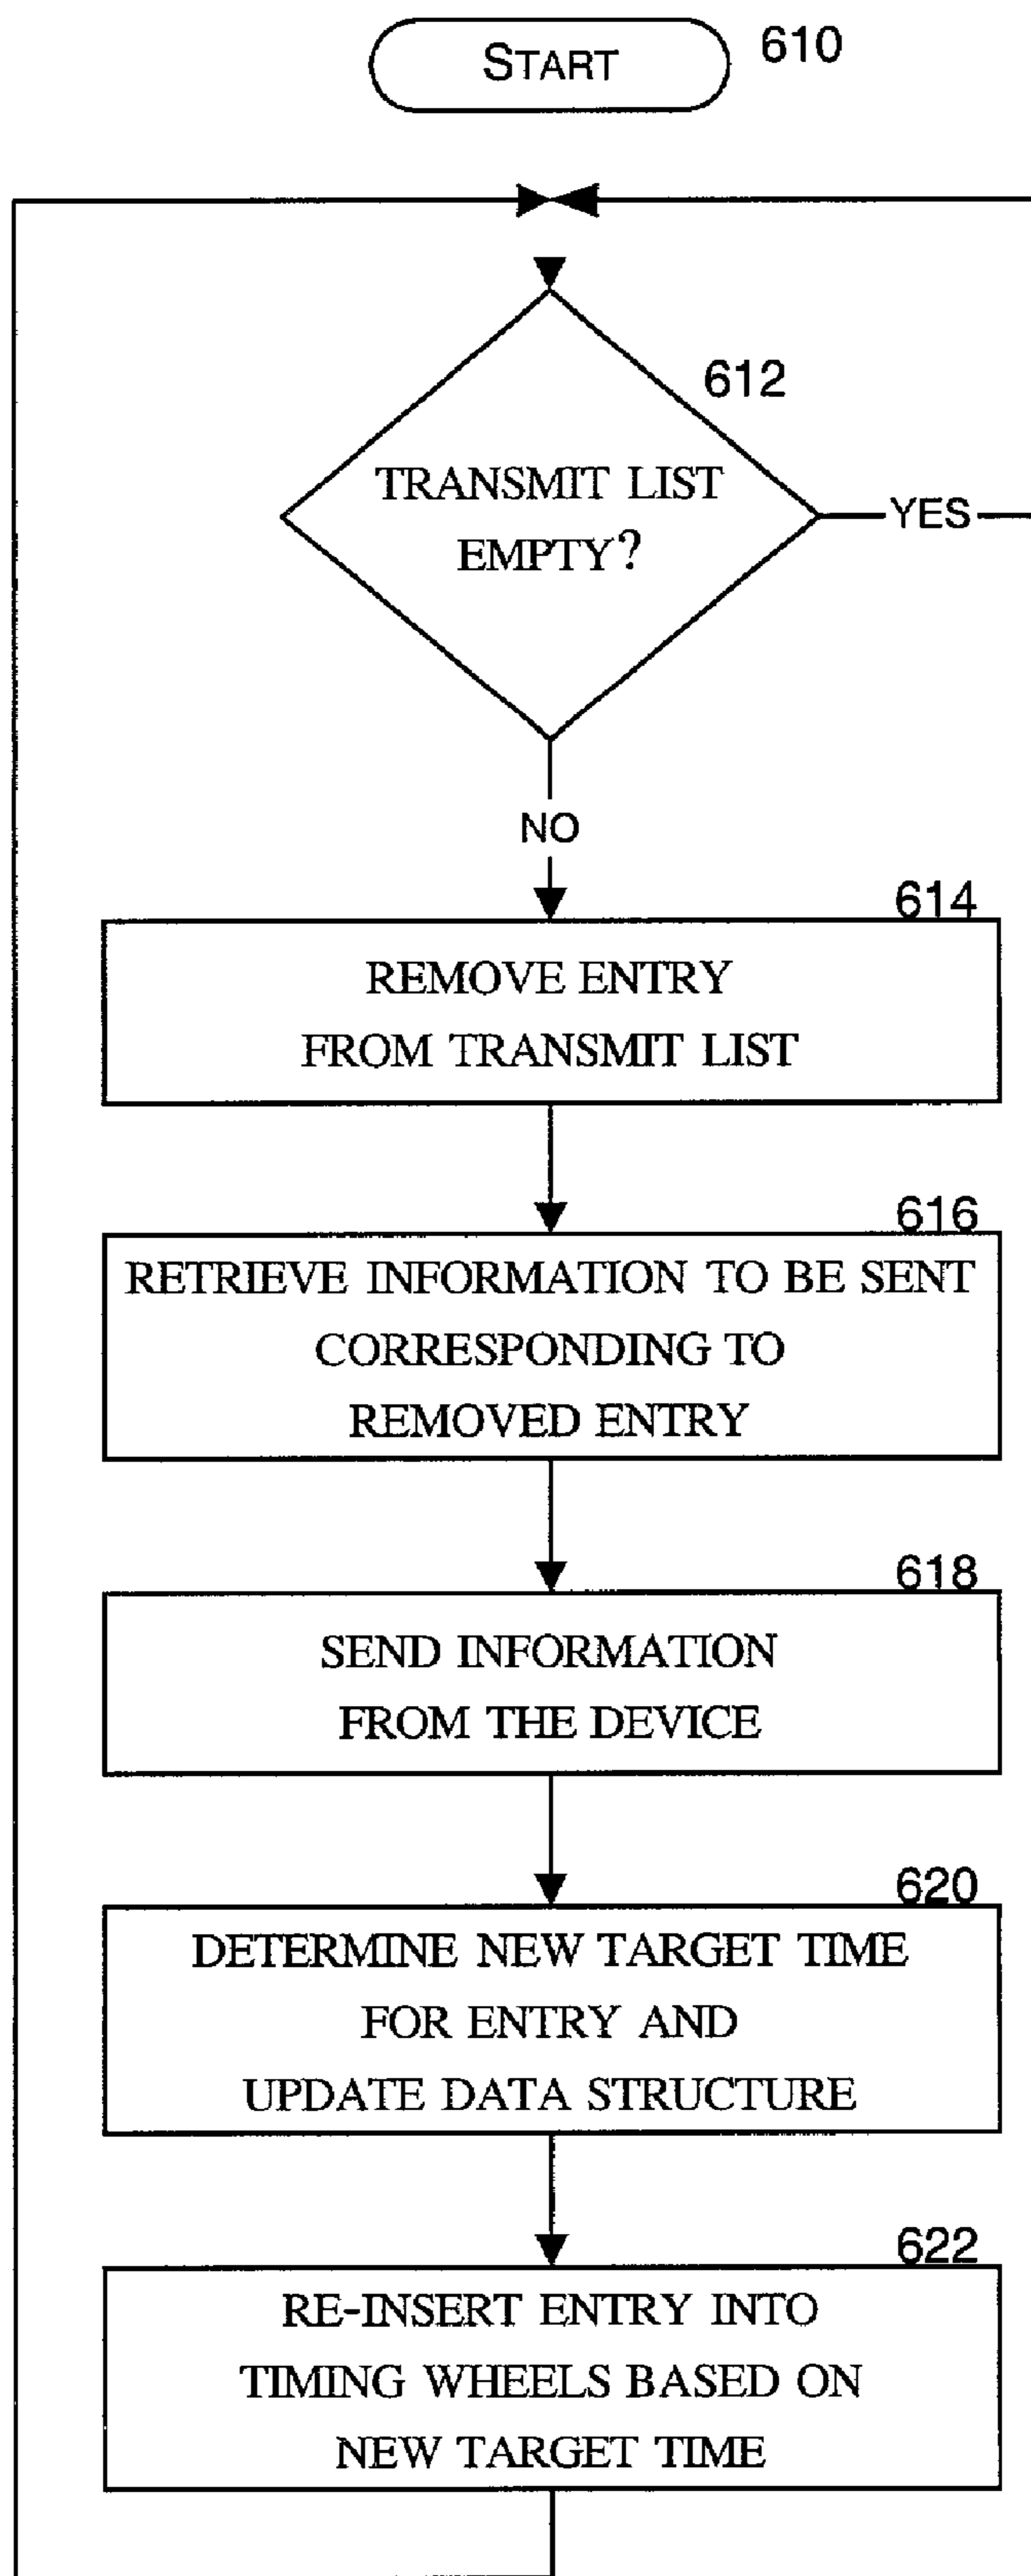 START
610
612
TRANSMIT LIST
EMPTY?
YES
NO
614
REMOVE ENTRY
FROM TRANSMIT LIST
616
RETRIEVE INFORMATION TO BE SENT
CORRESPONDING TO
REMOVED ENTRY
618
SEND INFORMATION
FROM THE DEVICE
620
DETERMINE NEW TARGET TIME
FOR ENTRY AND
UPDATE DATA STRUCTURE
622
RE-INSERT ENTRY INTO
TIMING WHEELS BASED ON
NEW TARGET TIME